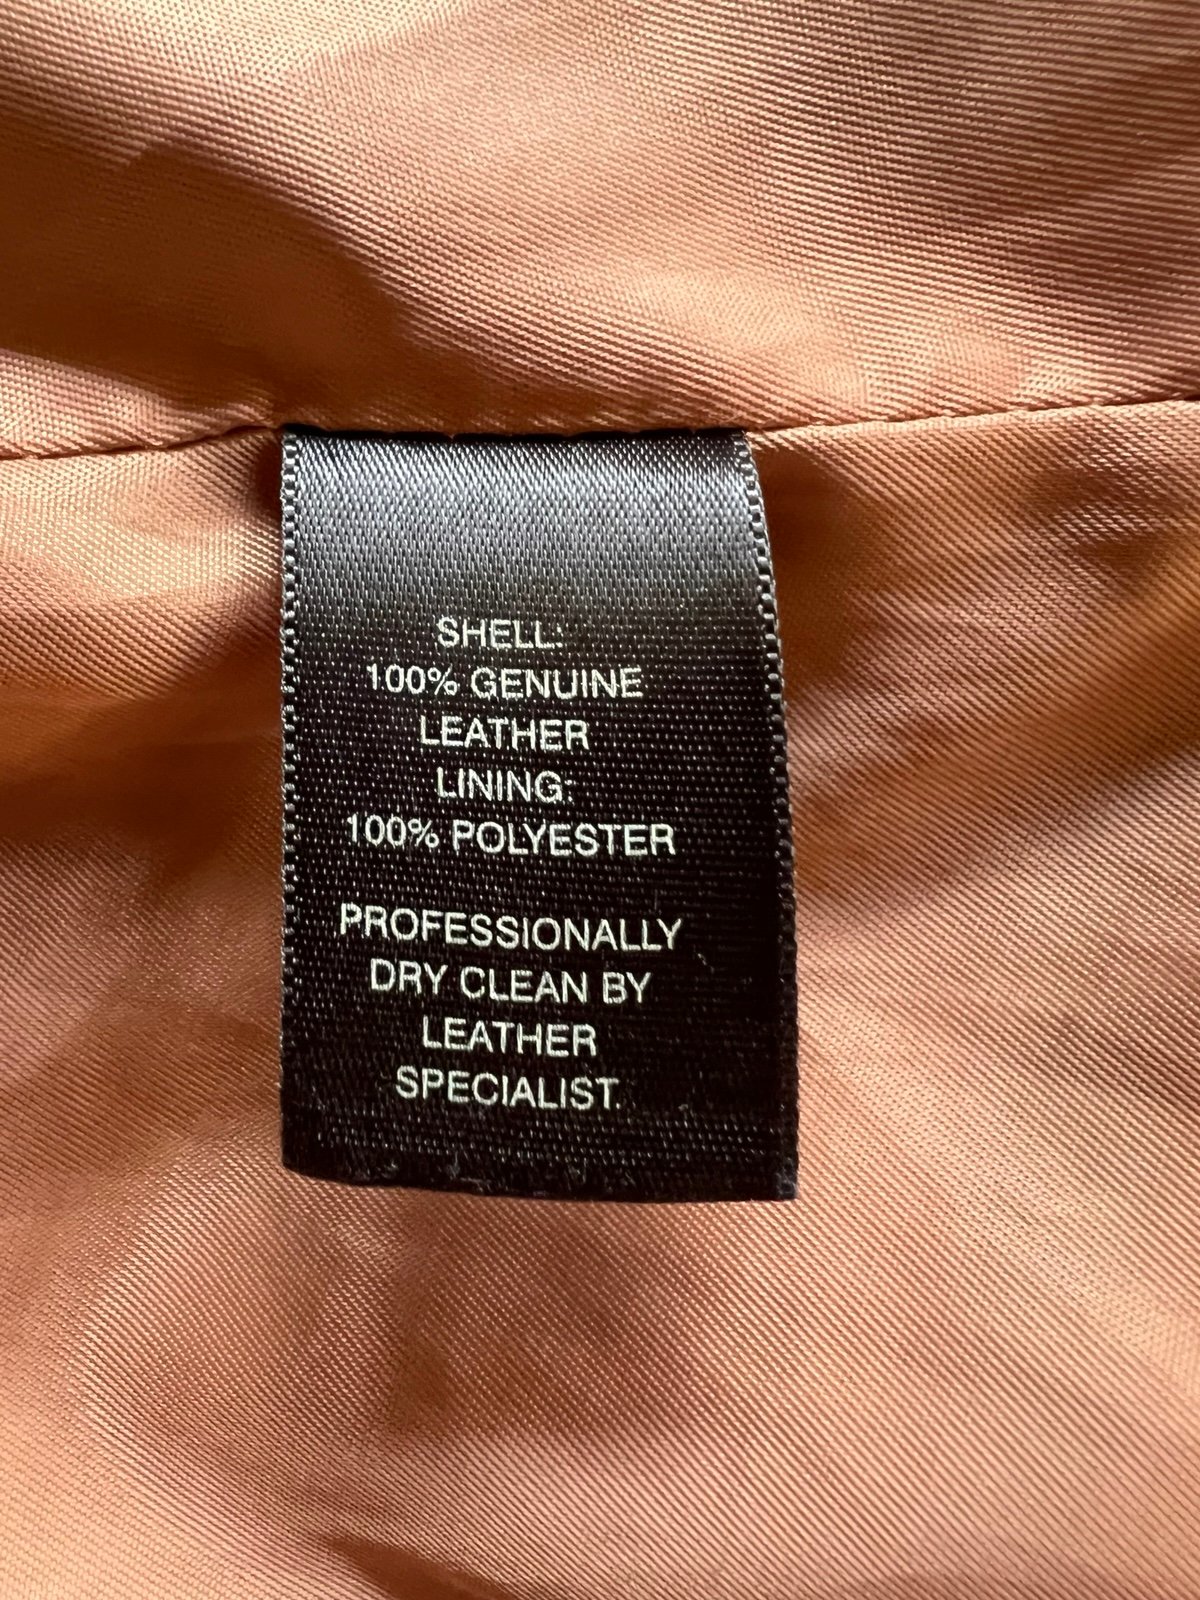 SHELL:
100% GENUINE
LEATHER
LINING:
100% POLYESTER
PROFESSIONALLY
DRY CLEAN BY
LEATHER
SPECIALIST.